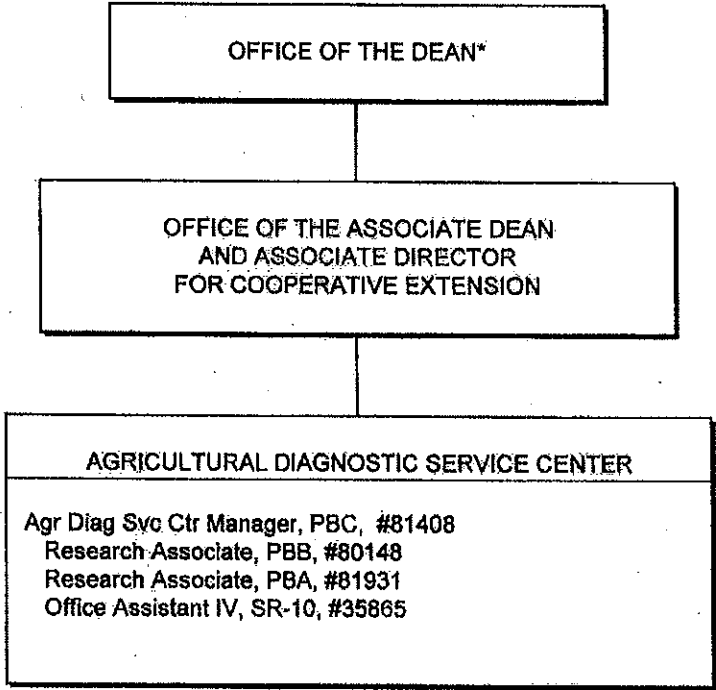 OFFICE OF THE DEAN*
OFFICE OF THE ASSOCIATE DEAN
AND ASSOCIATE DIRECTOR
FOR COOPERATIVE EXTENSION
AGRICULTURAL DIAGNOSTIC SERVICE CENTER
Agr Diag Svc Ctr Manager, PBC, #81408
Research Associate, PBB, #80148
Research Associate, PBA, #81931
Office Assistant IV, SR-10, #35865